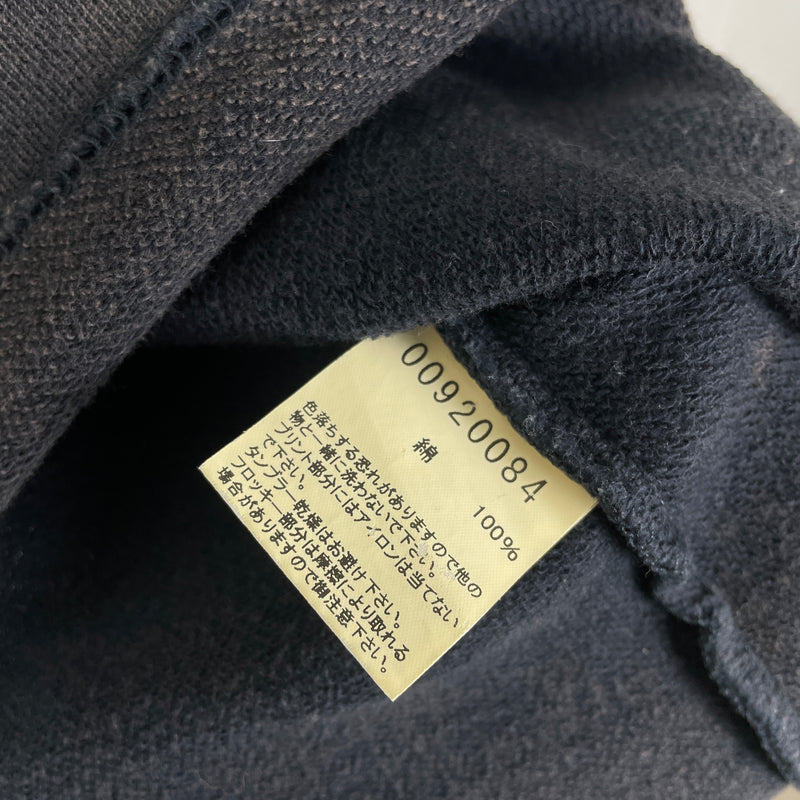 00920084
綿 100%
色落ちする恐れがありますので他の
物と一緒に洗わないで下さい。
プリント部分にはアイロンは当てない
で下さい。
タンブラー乾燥はお避け下さい。
フロッキー部分は摩擦により取れる
場合がありますので御注意下さい。